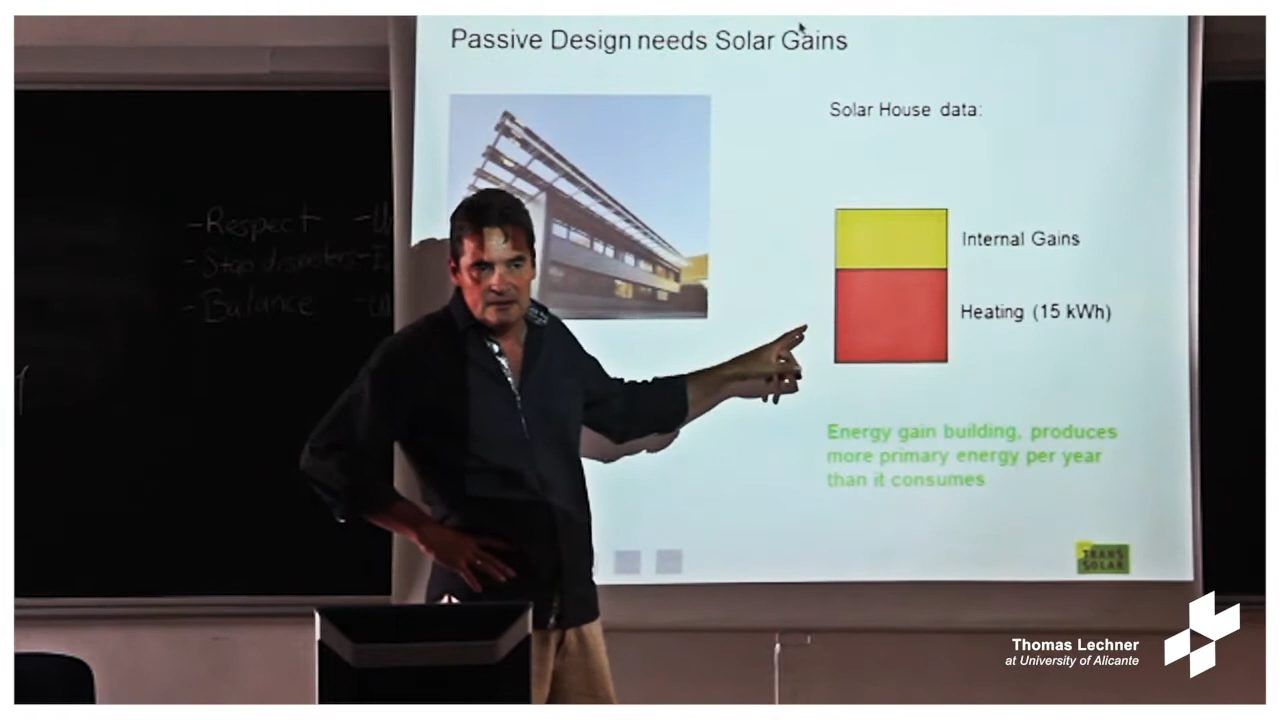 Passive Design needs Solar Gains
Solar House data:
Internal Gains
Heating (15 kWh)
Energy gain building, produces
more primary energy per year
than it consumes
TRANS
SOLAR
- Respect
- Balance
Thomas Lechner
at University of Alicante